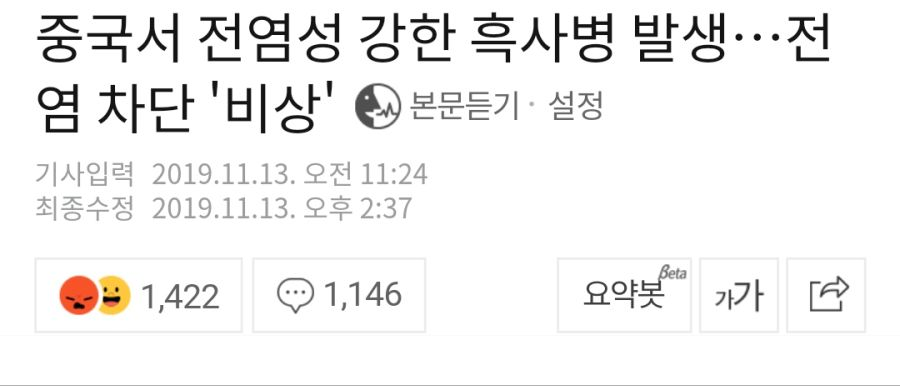 중국서 전염성 강한 흑사병 발생…전
염 차단 '비상' 본문듣기 · 설정
기사입력 2019.11.13. 오전 11:24
최종수정 2019.11.13. 오후 2:37
1,422 1,146 요약봇 Beta 가가